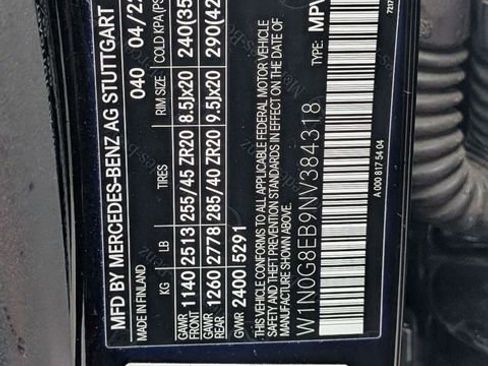 MFD BY MERCEDES-BENZ AG STUTTGART
MADE IN FINLAND 040 04/2
KG LB TIRES RIM SIZE COLD KPA(PS
GAWR FRONT 1140 2513 255/45 ZR20 8.5Jx20 240(35
GAWR REAR 1260 2778 285/40 ZR20 9.5Jx20 290(42
GVWR 2400 5291
THIS VEHICLE CONFORMS TO ALL APPLICABLE FEDERAL MOTOR VEHICLE
SAFETY AND THEFT PREVENTION STANDARDS IN EFFECT ON THE DATE OF
MANUFACTURE SHOWN ABOVE.
W1N0G8EB9NV384318 TYPE: MPV
A 000 817 54 04